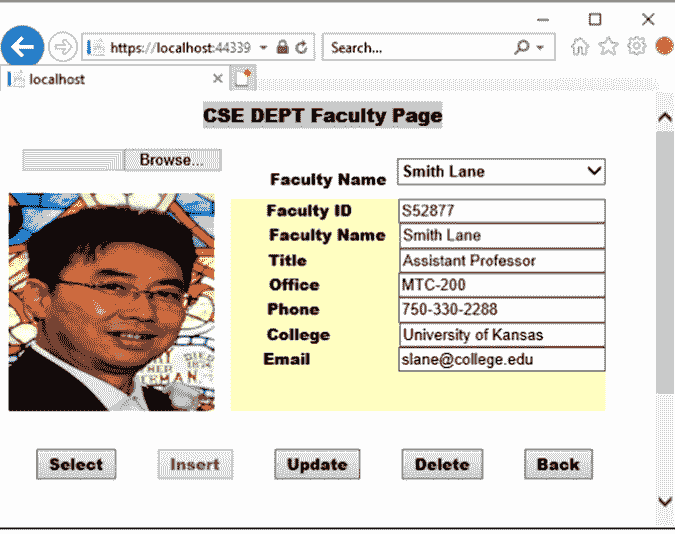 https://localhost:44339
Search...
localhost
CSE DEPT Faculty Page
Browse...
Faculty Name Smith Lane
Faculty ID S52877
Faculty Name Smith Lane
Title Assistant Professor
Office MTC-200
Phone 750-330-2288
College University of Kansas
Email slane@college.edu
Select Insert Update Delete Back